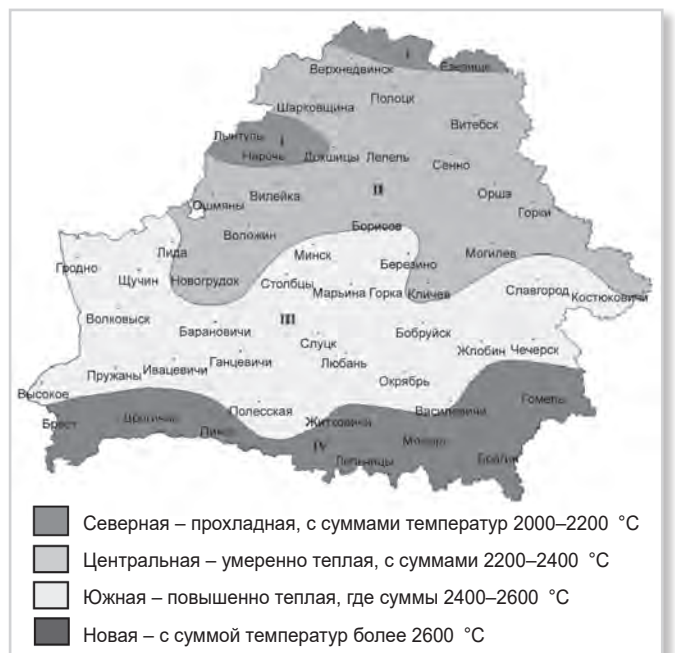 I
Верхнедвинск
Езерище
Полоцк
Шарковщина
Витебск
Лынтупы
I
Нарочь
Докшицы
Лепель
Сенно
II
Орша
Ошмяны
Вилейка
Горки
Борисов
Воложин
Минск
Могилев
Лида
Березино
Гродно
Щучин
Новогрудок
Столбцы
Марьина Горка
Кличев
Славгород
Костюковичи
Волковыск
III
Барановичи
Бобруйск
Слуцк
Жлобин
Чечерск
Ганцевичи
Любань
Ивацевичи
Пружаны
Окрябрь
Высокое
Гомель
Полесская
Василевичи
Брест
Житковичи
Пинск
IV
Лельчицы
Брагин
Северная – прохладная, с суммами температур 2000–2200 °C
Центральная – умеренно теплая, с суммами 2200–2400 °C
Южная – повышенно теплая, где суммы 2400–2600 °C
Новая – с суммой температур более 2600 °C